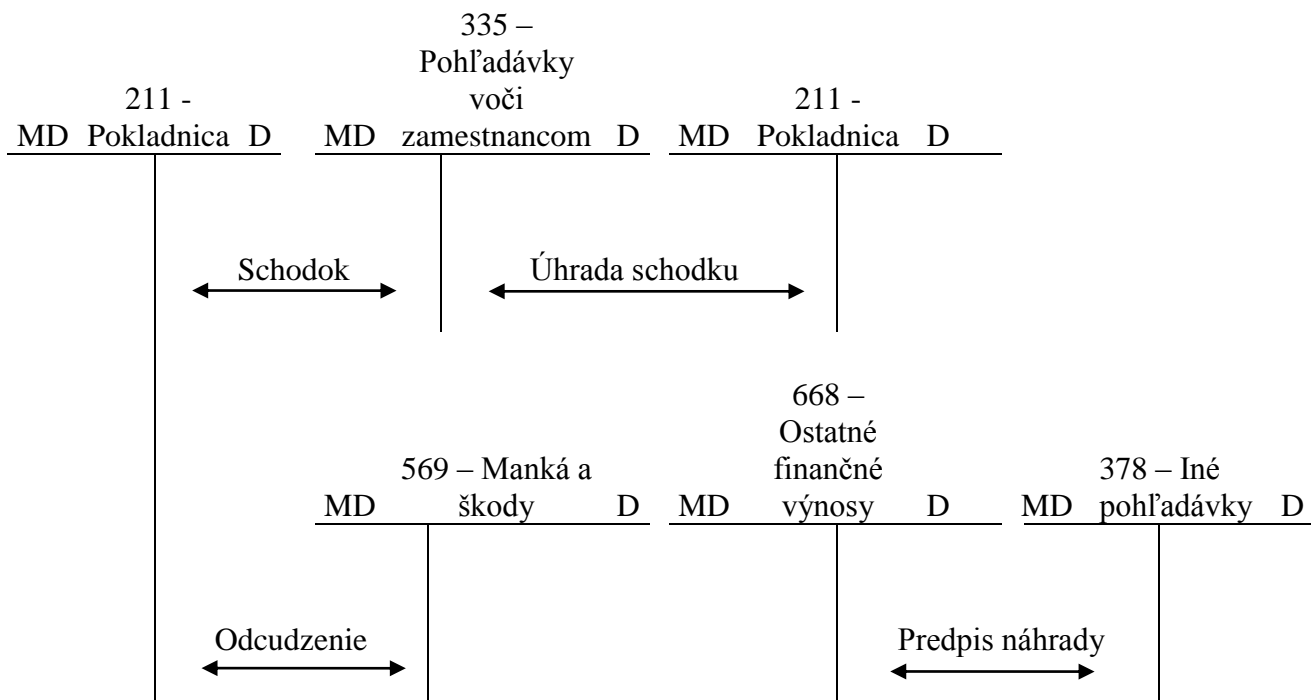 335 –
Pohľadávky
voči
211 -
211 -
MD Pokladnica D
MD zamestnancom D
MD Pokladnica D
Schodok
Úhrada schodku
668 –
Ostatné
569 – Manká a
finančné
378 – Iné
MD škody D
MD výnosy D
MD pohľadávky D
Odcudzenie
Predpis náhrady